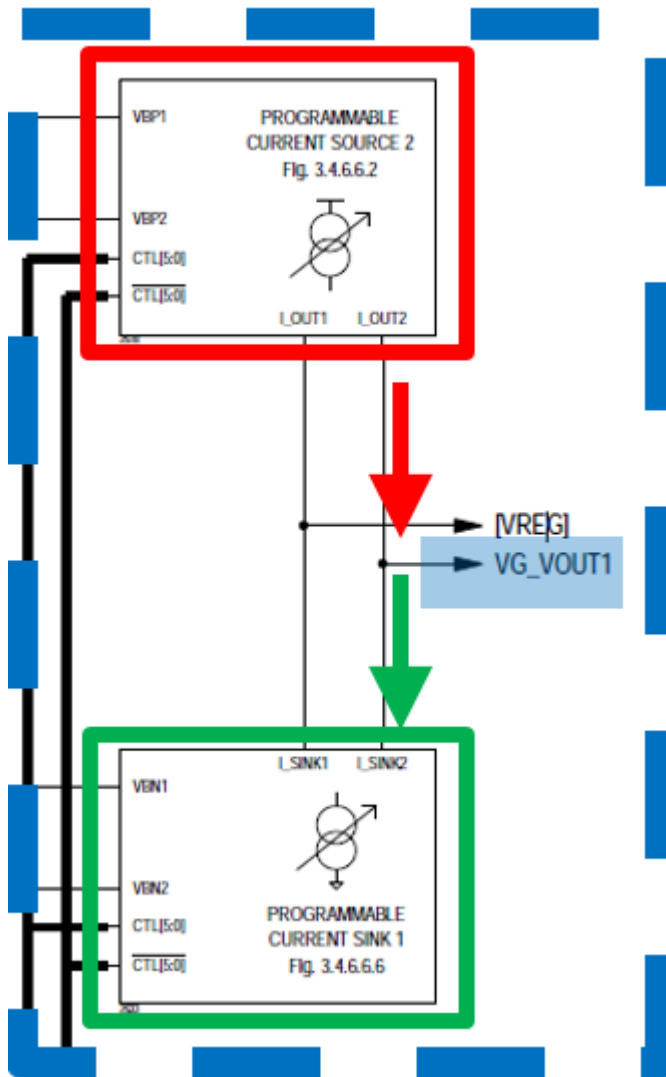 VBP1
PROGRAMMABLE
CURRENT SOURCE 2
Fig. 3.4.6.6.2
VBP2
CTL[5:0]
CTL[5:0]
I_OUT1 I_OUT2
[VREG]
VG_VOUT1
I_SINK1 I_SINK2
VBN1
VBN2
PROGRAMMABLE
CTL[5:0]
CURRENT SINK 1
CTL[5:0]
Fig. 3.4.6.6.6